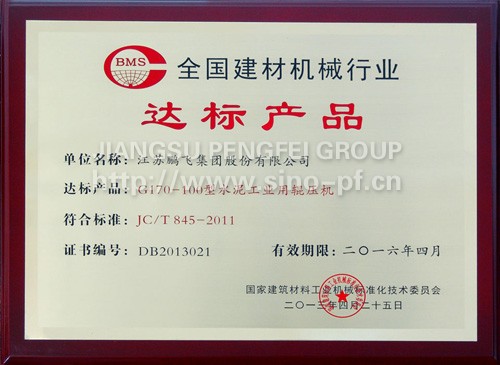 BMS
全国建材机械行业
达标产品
单位名称：江苏鹏飞集团股份有限公司
JIANGSU PENGFEI GROUP
达标产品：G170-100型水泥工业用辊压机
http://www.sino-pf.cn
符合标准：JC/T 845-2011
证书编号：DB2013021 有效期限：二〇一六年四月
国家建筑材料工业机械标准化技术委员会
二〇一三年四月二十五日